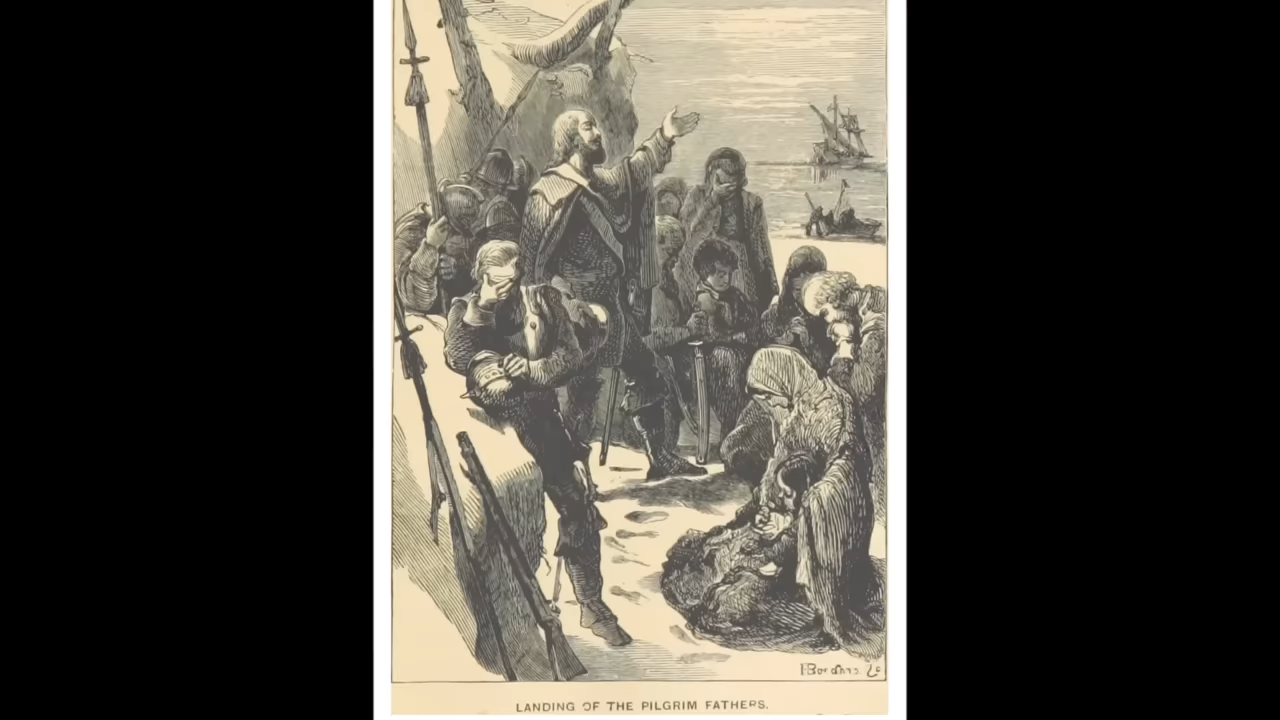 LANDING OF THE PILGRIM FATHERS.